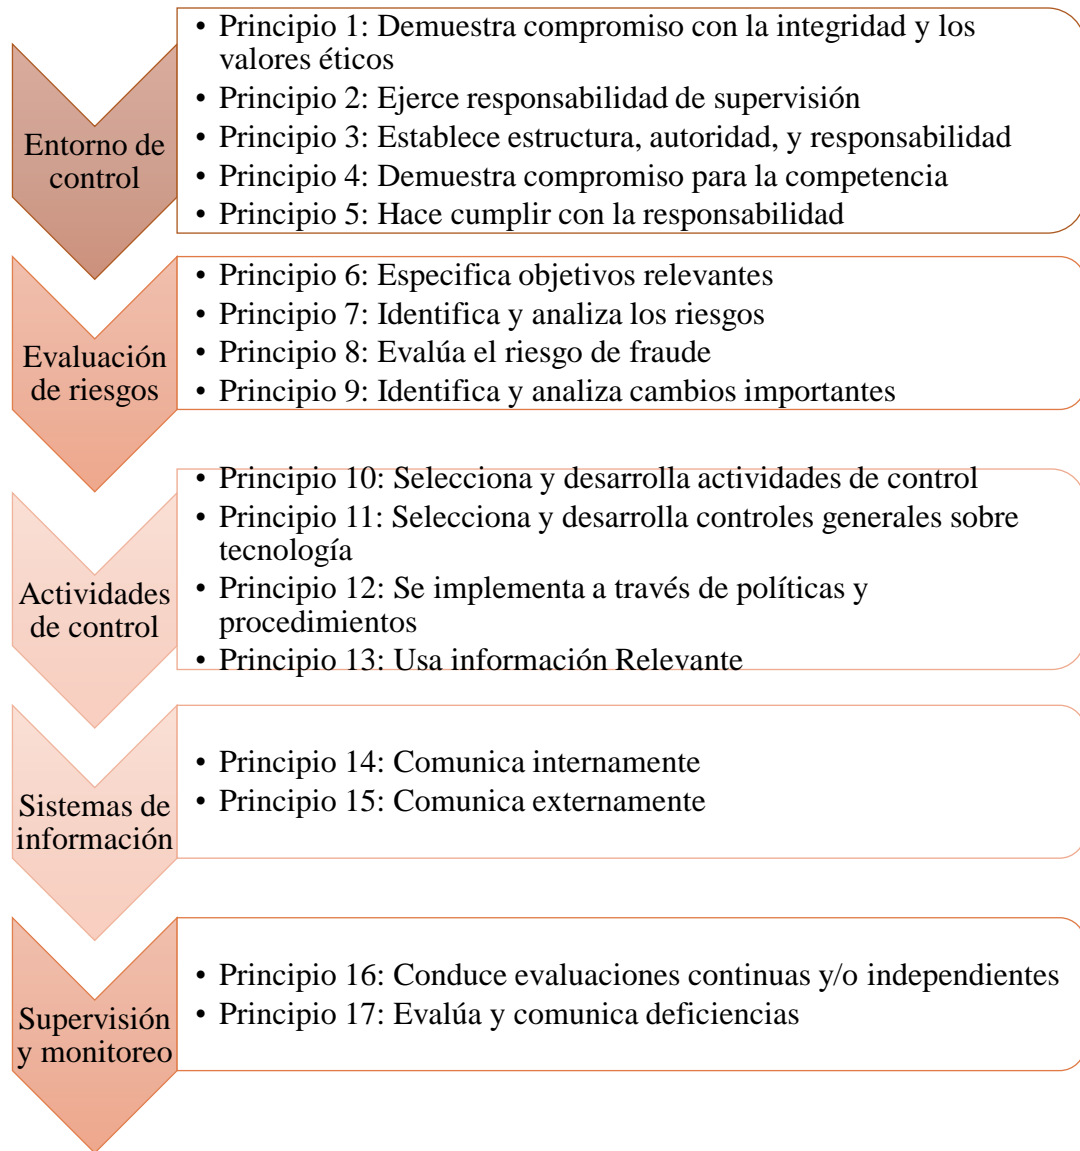 Entorno de
control
• Principio 1: Demuestra compromiso con la integridad y los
valores éticos
• Principio 2: Ejerce responsabilidad de supervisión
• Principio 3: Establece estructura, autoridad, y responsabilidad
• Principio 4: Demuestra compromiso para la competencia
• Principio 5: Hace cumplir con la responsabilidad
Evaluación
de riesgos
• Principio 6: Especifica objetivos relevantes
• Principio 7: Identifica y analiza los riesgos
• Principio 8: Evalúa el riesgo de fraude
• Principio 9: Identifica y analiza cambios importantes
Actividades
de control
• Principio 10: Selecciona y desarrolla actividades de control
• Principio 11: Selecciona y desarrolla controles generales sobre
tecnología
• Principio 12: Se implementa a través de políticas y
procedimientos
• Principio 13: Usa información Relevante
Sistemas de
información
• Principio 14: Comunica internamente
• Principio 15: Comunica externamente
Supervisión
y monitoreo
• Principio 16: Conduce evaluaciones continuas y/o independientes
• Principio 17: Evalúa y comunica deficiencias